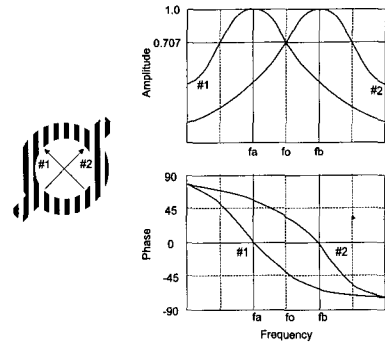 1.0
0.707
Amplitude
#1
#2
fa fo fb
#1 #2
90
45
0
-45
-90
Phase
#1
#2
fa fo fb
Frequency